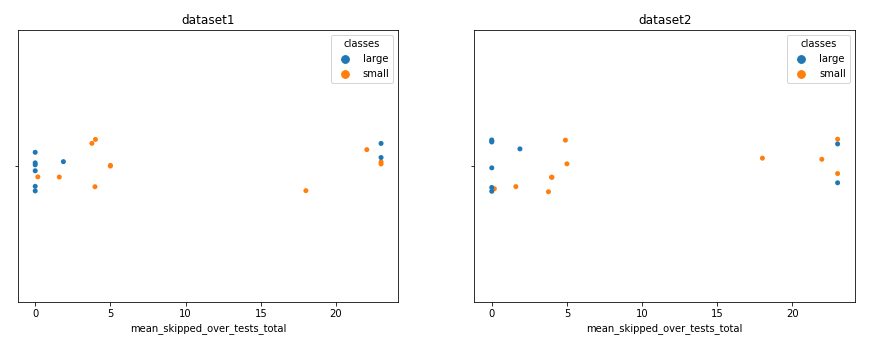 dataset1
classes
large
small
0 5 10 15 20
mean_skipped_over_tests_total
dataset2
classes
large
small
0 5 10 15 20
mean_skipped_over_tests_total